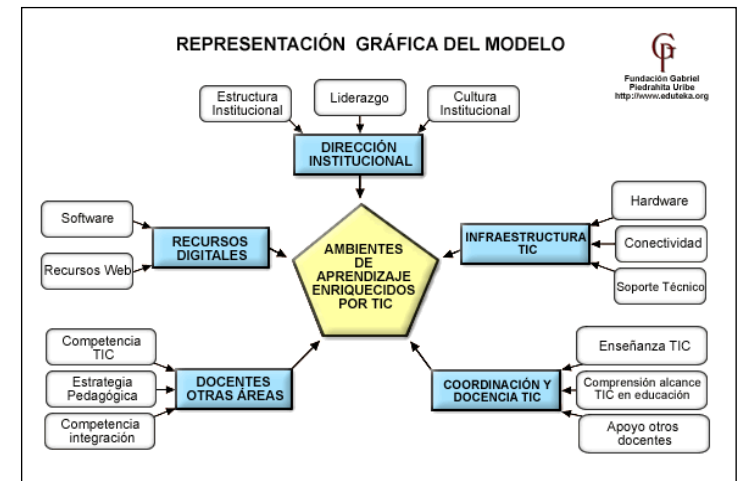 REPRESENTACIÓN GRÁFICA DEL MODELO
Fundación Gabriel
Piedrahita Uribe
http://www.eduteka.org
Estructura
Institucional
Liderazgo
Cultura
Institucional
DIRECCIÓN
INSTITUCIONAL
Software
Recursos Web
RECURSOS
DIGITALES
AMBIENTES
DE
APRENDIZAJE
ENRIQUECIDOS
POR TIC
INFRAESTRUCTURA
TIC
Hardware
Conectividad
Soporte Técnico
Competencia
TIC
Estrategia
Pedagógica
Competencia
integración
DOCENTES
OTRAS ÁREAS
COORDINACIÓN Y
DOCENCIA TIC
Enseñanza TIC
Comprensión alcance
TIC en educación
Apoyo otros
docentes